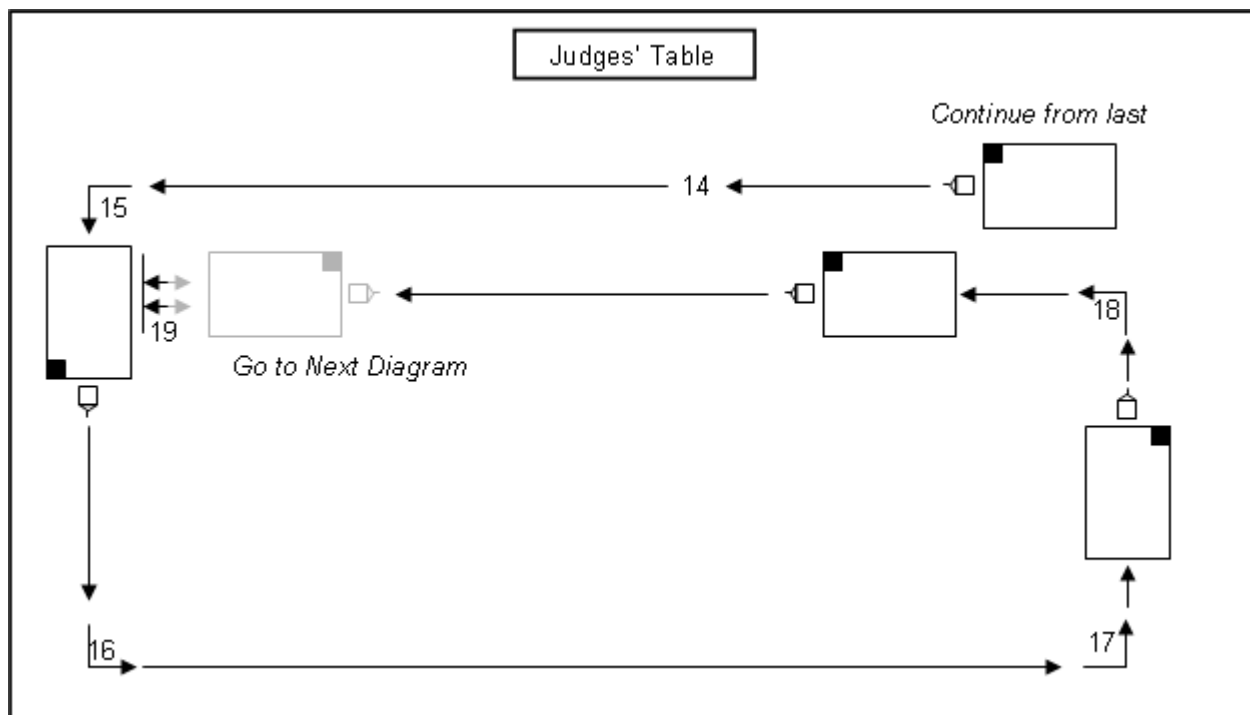 Judges' Table
Continue from last
14
15
18
19
Go to Next Diagram
16
17